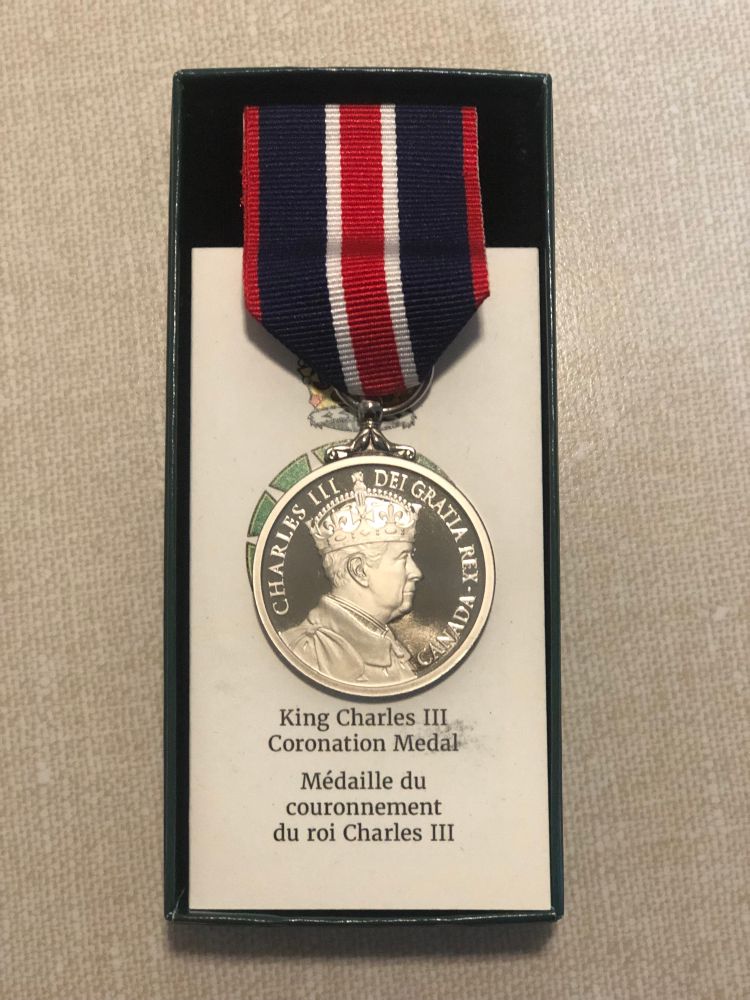 CHARLES III DEI GRATIA REX · CANADA
King Charles III
Coronation Medal
Médaille du
couronnement
du roi Charles III